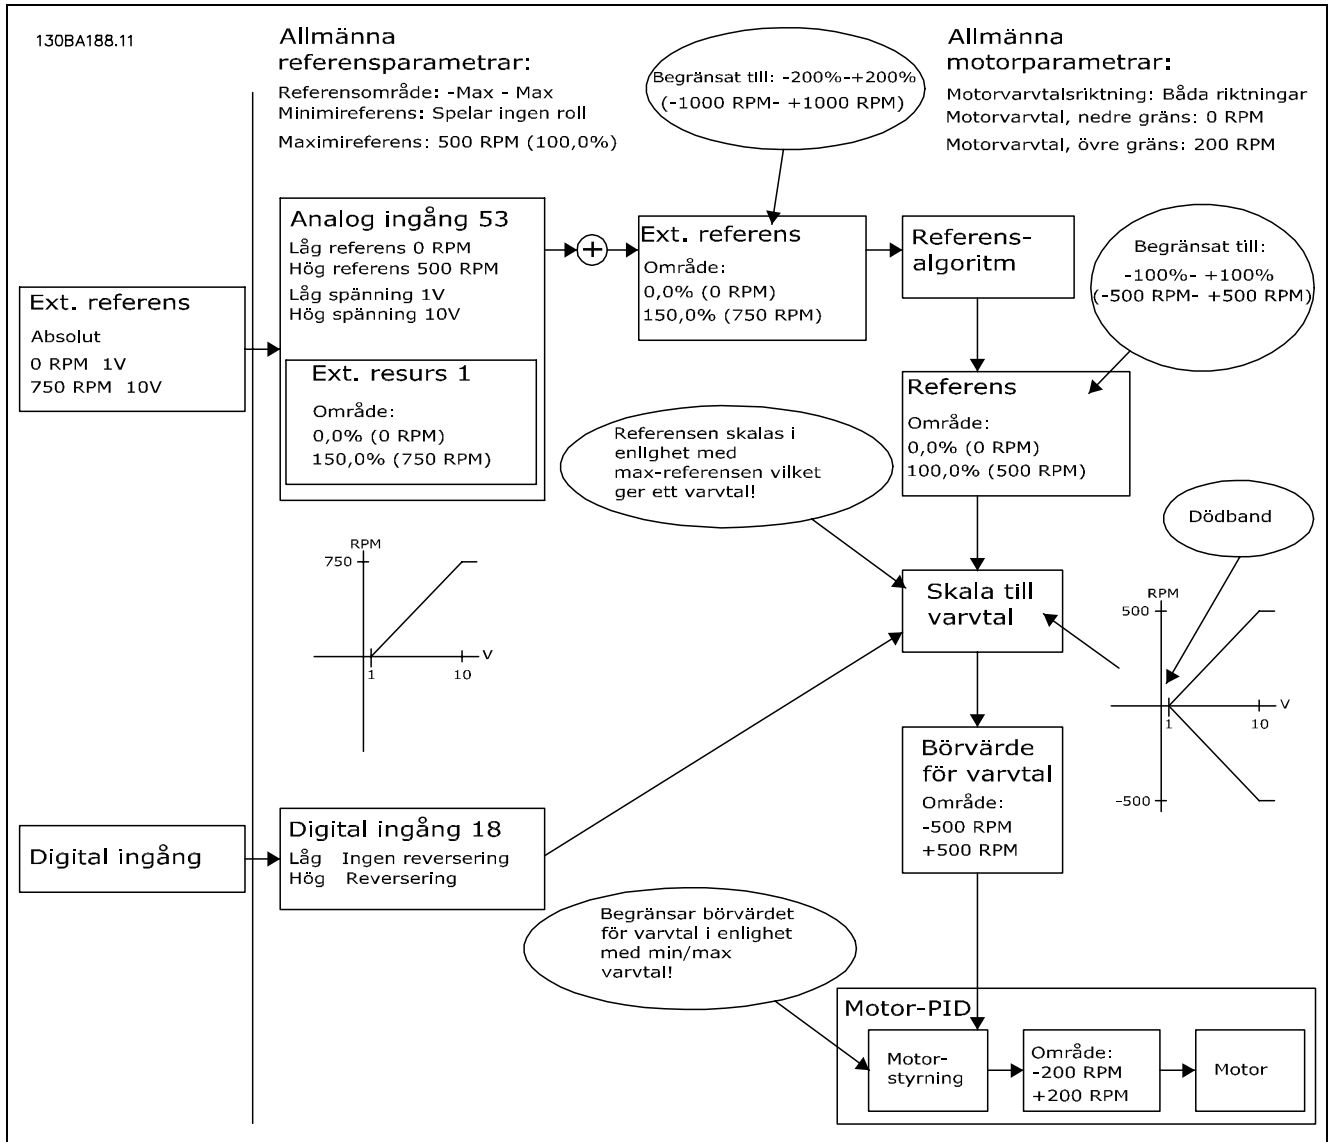 130BA188.11
Allmänna
referensparametrar:
Referensområde: -Max - Max
Minimireferens: Spelar ingen roll
Maximireferens: 500 RPM (100,0%)
Begränsat till: -200%-+200%
(-1000 RPM- +1000 RPM)
Allmänna
motorparametrar:
Motorvarvtalsriktning: Båda riktningar
Motorvarvtal, nedre gräns: 0 RPM
Motorvarvtal, övre gräns: 200 RPM
Ext. referens
Absolut
0 RPM 1V
750 RPM 10V
Analog ingång 53
Låg referens 0 RPM
Hög referens 500 RPM
Låg spänning 1V
Hög spänning 10V
Ext. resurs 1
Område:
0,0% (0 RPM)
150,0% (750 RPM)
+
Ext. referens
Område:
0,0% (0 RPM)
150,0% (750 RPM)
Referens-
algoritm
Begränsat till:
-100%- +100%
(-500 RPM- +500 RPM)
Referens
Område:
0,0% (0 RPM)
100,0% (500 RPM)
Referensen skalas i
enlighet med
max-referensen vilket
ger ett varvtal!
Dödband
RPM
750
V
1
10
Skala till
varvtal
RPM
500
V
1
10
-500
Börvärde
för varvtal
Område:
-500 RPM
+500 RPM
Digital ingång
Digital ingång 18
Låg Ingen reversering
Hög Reversering
Begränsar börvärdet
för varvtal i enlighet
med min/max
varvtal!
Motor-PID
Motor-
styrning
Område:
-200 RPM
+200 RPM
Motor